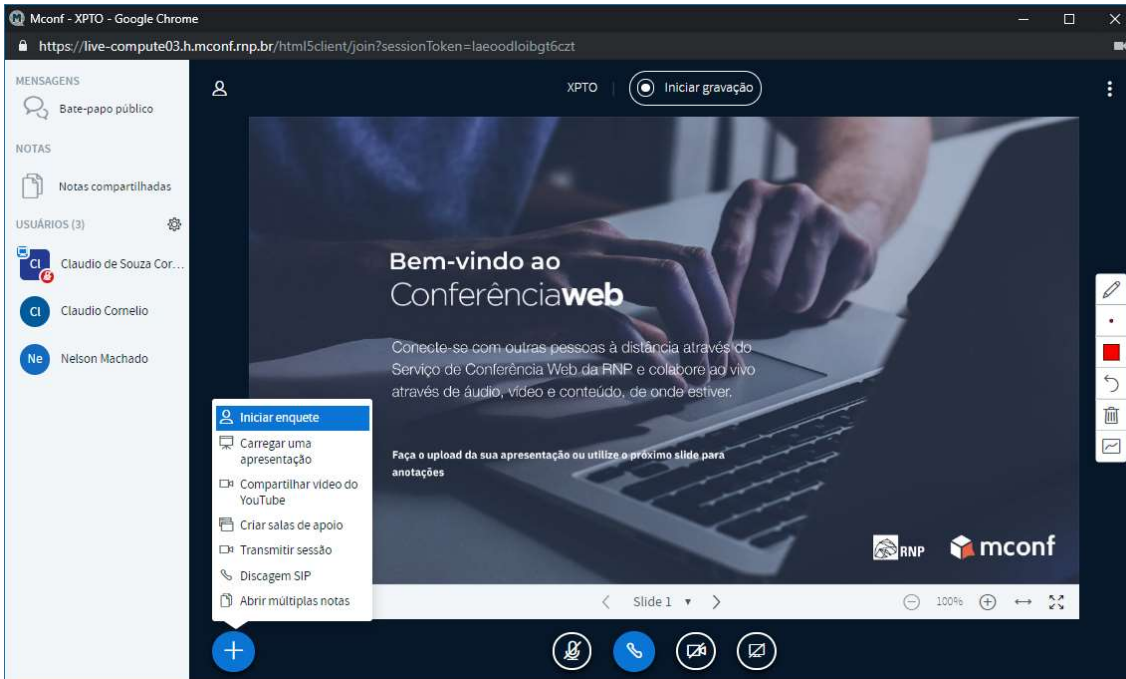 Mconf - XPTO - Google Chrome
https://live-compute03.h.mconf.rnp.br/html5client/join?sessionToken=laeoodloibgt6czt
MENSAGENS
Bate-papo público
NOTAS
Notas compartilhadas
USUÁRIOS (3)
CI
Claudio de Souza Cor...
CI
Claudio Cornelio
Ne
Nelson Machado
XPTO
Iniciar gravação
Bem-vindo ao
Conferênciaweb
Conecte-se com outras pessoas à distância através do
Serviço de Conferência Web da RNP e colabore ao vivo
através de áudio, vídeo e conteúdo, de onde estiver.
Faça o upload da sua apresentação ou utilize o próximo slide para
anotações
RNP
mconf
Iniciar enquete
Carregar uma
apresentação
Compartilhar vídeo do
YouTube
Criar salas de apoio
Transmitir sessão
Discagem SIP
Abrir múltiplas notas
Slide 1
100%